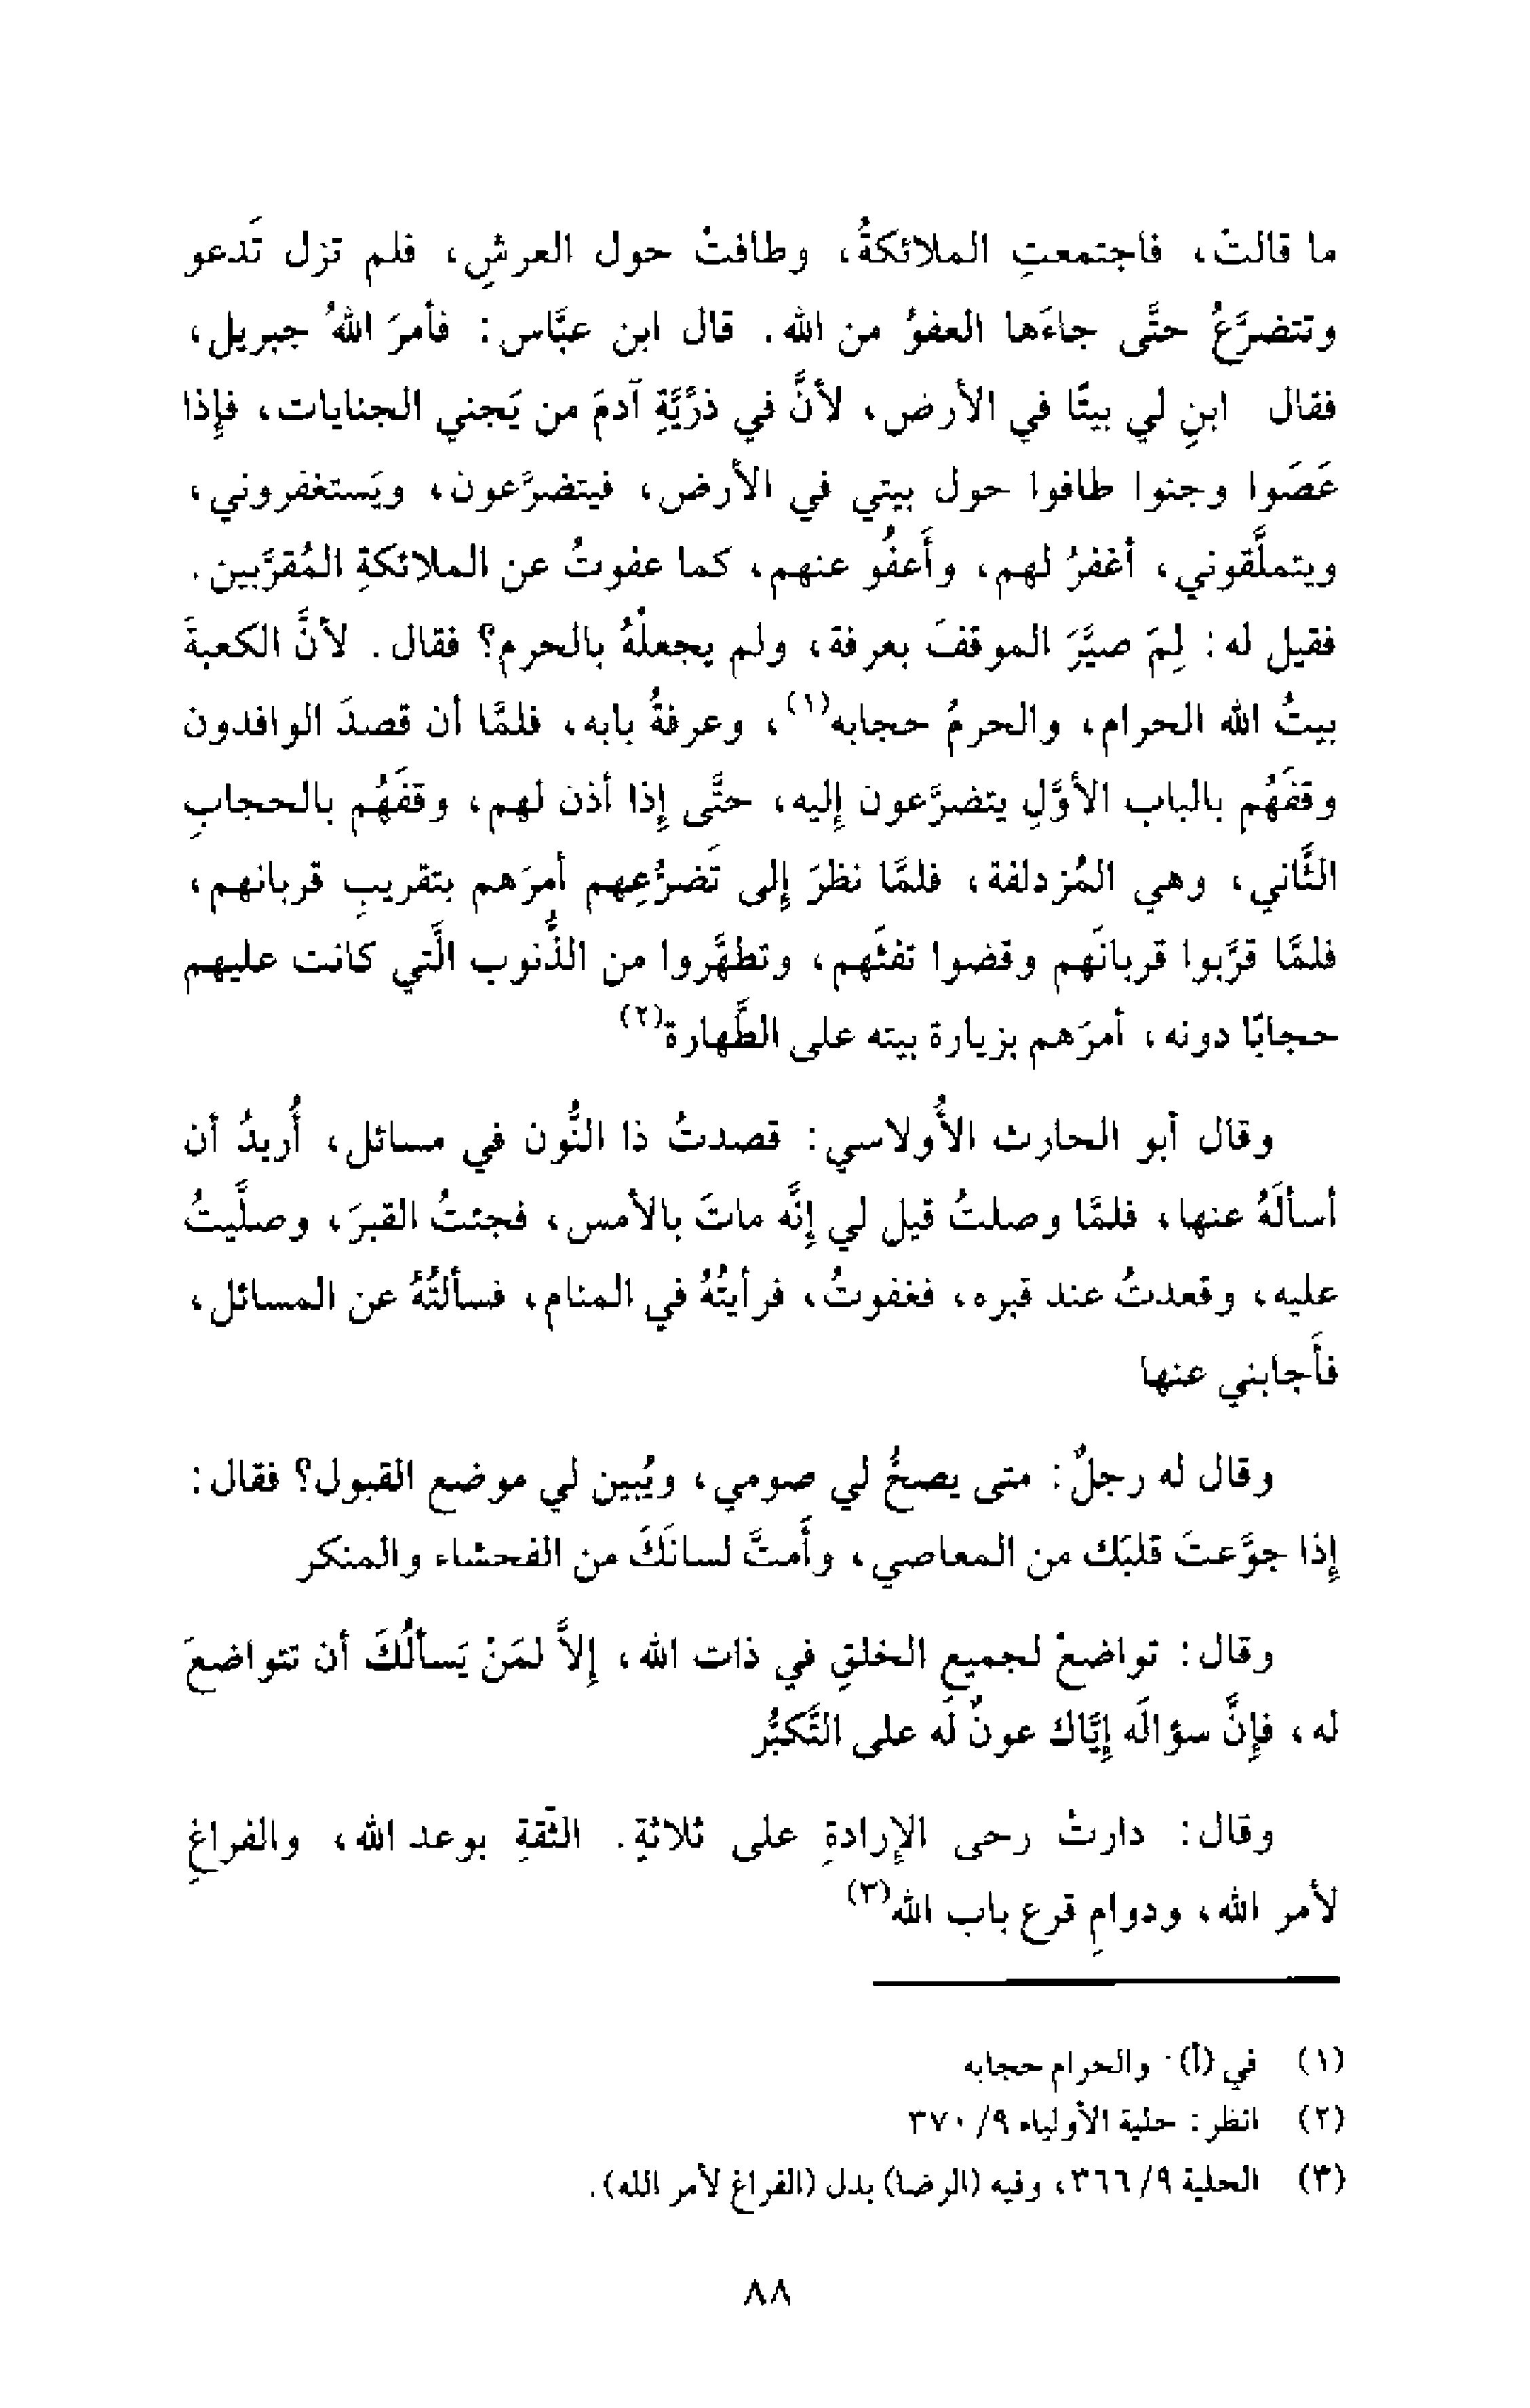 ما قالتْ، فاجتمعتِ الملائكةُ، وطافتْ حول العرشِ، فلم تزل تَدعو
وتتضرَّعُ حتَّى جاءَها العفوُ من الله. قال ابن عبَّاس: فأمرَ اللهُ جبريل،
فقال ابنِ لي بيتًا في الأرض، لأنَّ في ذرِّيَّةِ آدمَ من يَجني الجنايات، فإذا
عَصَوا وجنوا طافوا حول بيتي في الأرض، فيتضرَّعون، ويَستغفروني،
ويتملَّقوني، أغفرُ لهم، وأَعفُو عنهم، كما عفوتُ عن الملائكةِ المُقرَّبين.
فقيل له: لِمَ صيَّرَ الموقفَ بعرفة، ولم يجعلْهُ بالحرم؟ فقال. لأنَّ الكعبةَ
بيتُ الله الحرام، والحرمُ حجابه(١)، وعرفةُ بابه، فلمَّا أن قصدَ الوافدون
وقفَهُم بالباب الأوَّلِ يتضرَّعون إليه، حتَّى إذا أذن لهم، وقفَهُم بالحجابِ
الثَّاني، وهي المُزدلفة، فلمَّا نظرَ إلى تَضرُّعِهم أمرَهم بتقريبِ قربانهم،
فلمَّا قرَّبوا قربانَهم وقضوا تفثَهم، وتطهَّروا من الذُّنوب الَّتي كانت عليهم
حجابًا دونه، أمرَهم بزيارة بيته على الطَّهارة(٢)
وقال أبو الحارث الأُولاسي: قصدتُ ذا النُّون في مسائل، أُريدُ أن
أسألَهُ عنها، فلمَّا وصلتُ قيل لي إنَّه ماتَ بالأمس، فجئتُ القبرَ، وصلَّيتُ
عليه، وقعدتُ عند قبره، فغفوتُ، فرأيتُهُ في المنام، فسألتُهُ عن المسائل،
فأَجابني عنها
وقال له رجلٌ: متى يصحُّ لي صومي، ويُبين لي موضع القبول؟ فقال:
إذا جوَّعتَ قلبَك من المعاصي، وأَمتَّ لسانَكَ من الفحشاء والمنكر
وقال: تواضعْ لجميعِ الخلقِ في ذات الله، إلاَّ لمَنْ يَسألُكَ أن تتواضعَ
له، فإنَّ سؤالَه إيَّاك عونٌ لَه على التَّكبُّر
وقال: دارتْ رحى الإرادةِ على ثلاثةٍ. الثّقةِ بوعد الله، والفراغِ
لأمر الله، ودوامِ قرع باب الله(٣)
(١) في (أ)· والحرام حجابه
(٢) انظر: حلية الأولياء ٩/ ٣٧٠
(٣) الحلية ٩/ ٣٦٦، وفيه (الرضا) بدل (الفراغ لأمر الله).
٨٨